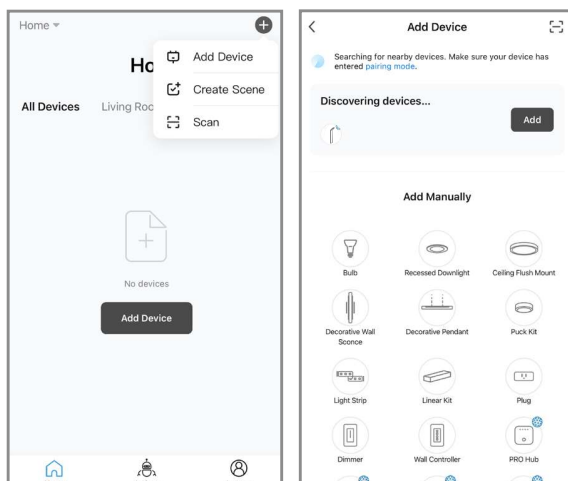 Home
Add Device
Create Scene
Scan
All Devices
Living
No devices
Add Device
Add Device
Searching for nearby devices. Make sure your device has
entered pairing mode.
Discovering devices...
Add
Add Manually
Bulb
Recessed Downlight
Ceiling Flush Mount
Decorative Wall
Sconce
Decorative Pendant
Puck Kit
Light Strip
Linear Kit
Plug
Dimmer
Wall Controller
PRO Hub